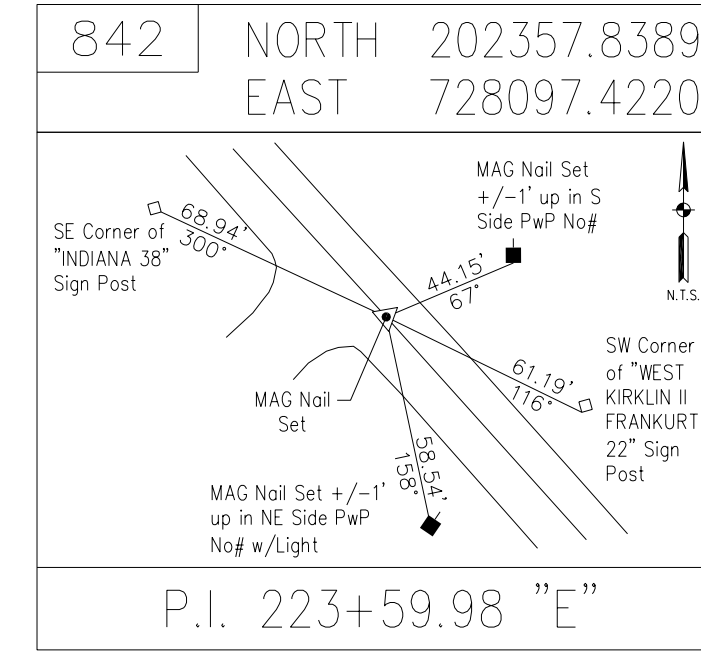 842
NORTH 202357.8389
EAST 728097.4220
MAG Nail Set
+/-1' up in S
Side PwP No#
SE Corner of
"INDIANA 38"
Sign Post
68.94'
300°
44.15'
67°
N.T.S.
61.19'
116°
SW Corner
of "WEST
KIRKLIN II
FRANKURT
22" Sign
Post
MAG Nail
Set
58.54'
158°
MAG Nail Set +/-1'
up in NE Side PwP
No# w/Light
P.I. 223+59.98 "E"